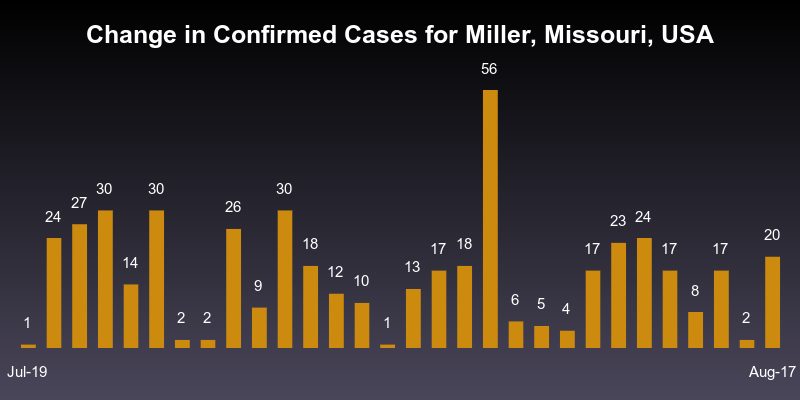 Change in Confirmed Cases for Miller, Missouri, USA
1 24 27 30 14 30 2 2 26 9 30 18 12 10 1 13 17 18 56 6 5 4 17 23 24 17 8 17 2 20
Jul-19 Aug-17